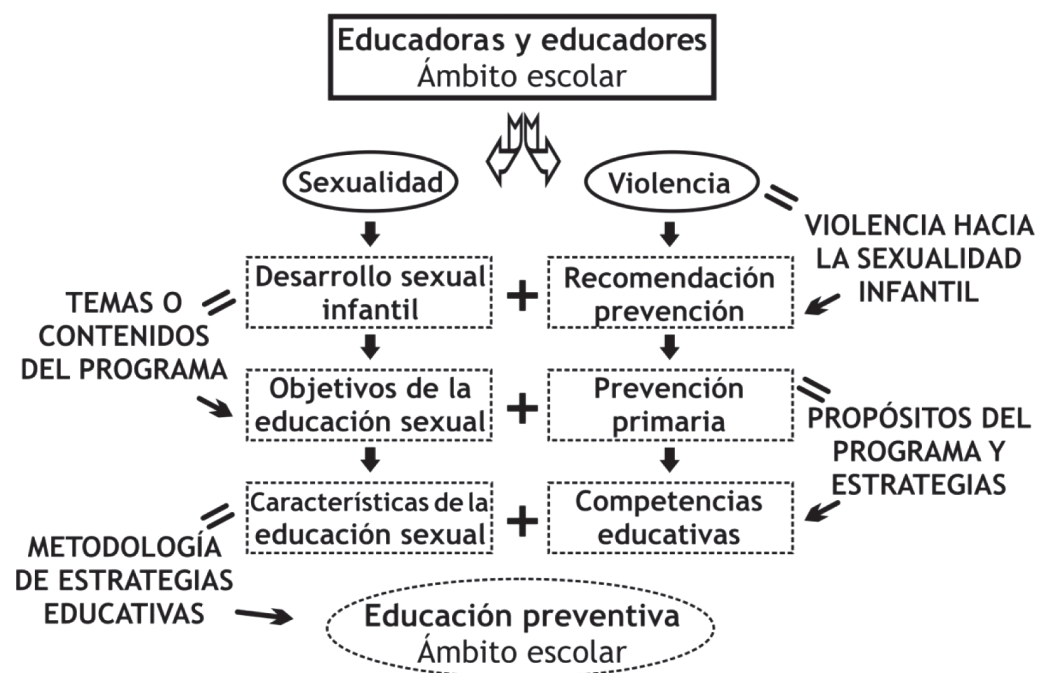 Educadoras y educadores
Ámbito escolar
Sexualidad
Violencia
VIOLENCIA HACIA
LA SEXUALIDAD
INFANTIL
Desarrollo sexual
infantil
+
Recomendación
prevención
TEMAS O
CONTENIDOS
DEL PROGRAMA
Objetivos de la
educación sexual
+
Prevención
primaria
PROPÓSITOS DEL
PROGRAMA Y
ESTRATEGIAS
Características de la
educación sexual
+
Competencias
educativas
METODOLOGÍA
DE ESTRATEGIAS
EDUCATIVAS
Educación preventiva
Ámbito escolar